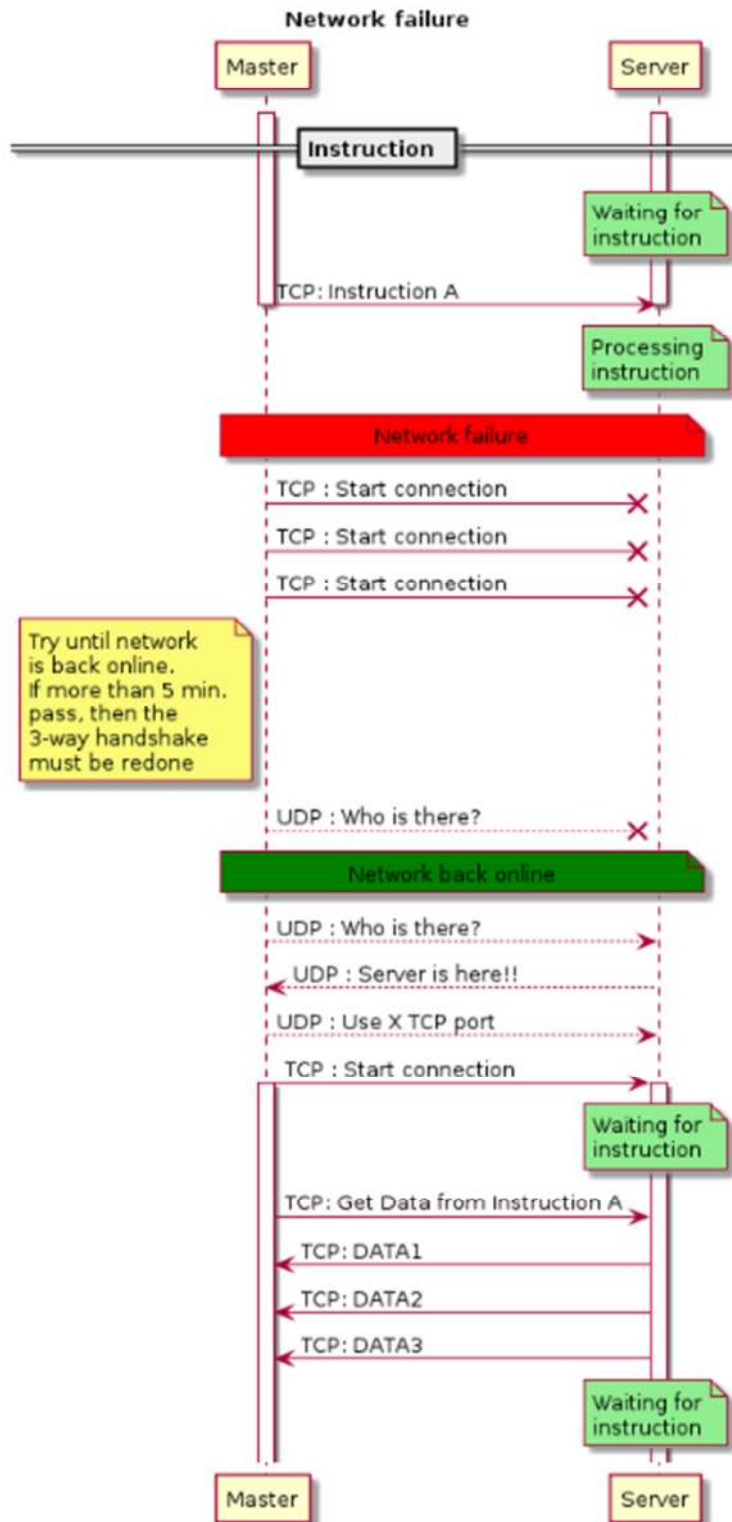 Network failure
Master
Server
Instruction
Waiting for
instruction
TCP: Instruction A
Processing
instruction
Network failure
TCP : Start connection
TCP : Start connection
TCP : Start connection
Try until network
is back online.
If more than 5 min.
pass, then the
3-way handshake
must be redone
UDP : Who is there?
Network back online
UDP : Who is there?
UDP : Server is here!!
UDP : Use X TCP port
TCP : Start connection
Waiting for
instruction
TCP: Get Data from Instruction A
TCP: DATA1
TCP: DATA2
TCP: DATA3
Waiting for
instruction
Master
Server